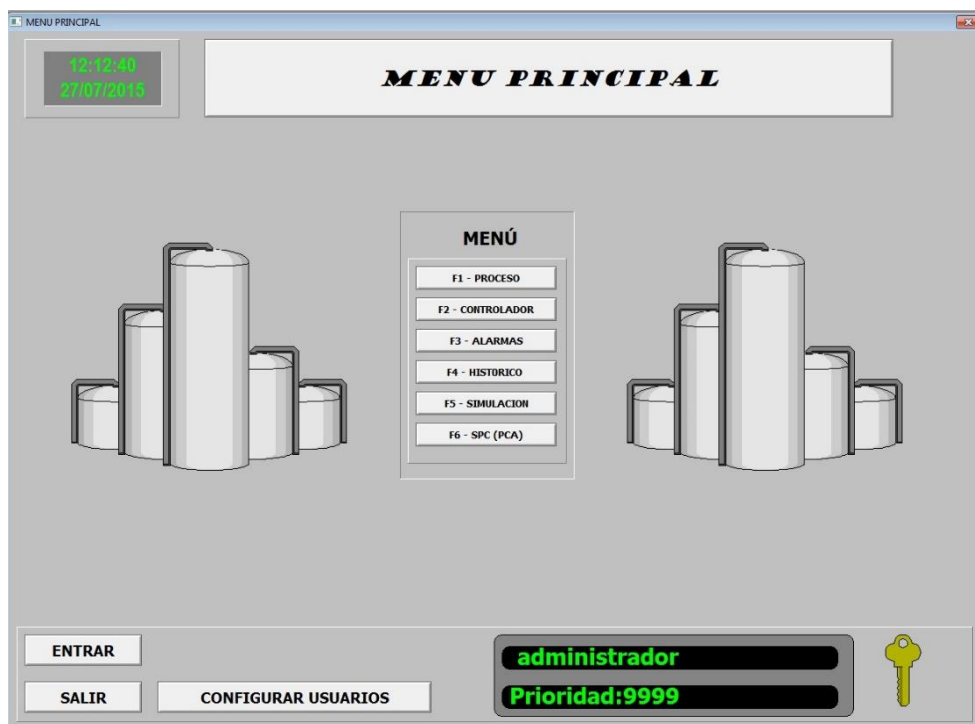 MENU PRINCIPAL
12:12:40
27/07/2015
MENU PRINCIPAL
MENÚ
F1 - PROCESO
F2 - CONTROLADOR
F3 - ALARMAS
F4 - HISTORICO
F5 - SIMULACION
F6 - SPC (PCA)
ENTRAR
SALIR
CONFIGURAR USUARIOS
administrador
Prioridad:9999